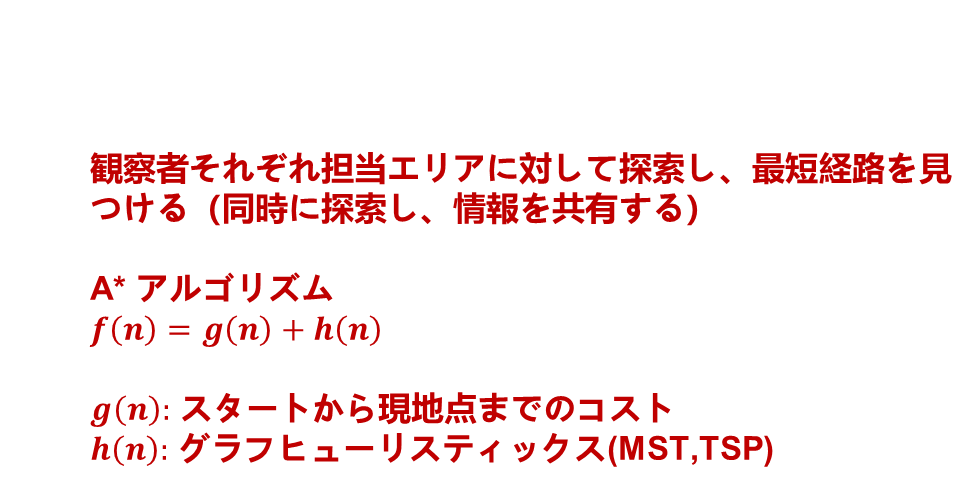 観察者それぞれ担当エリアに対して探索し、最短経路を見
つける（同時に探索し、情報を共有する）
A* アルゴリズム
f(n) = g(n) + h(n)
g(n): スタートから現地点までのコスト
h(n): グラフヒューリスティックス(MST,TSP)